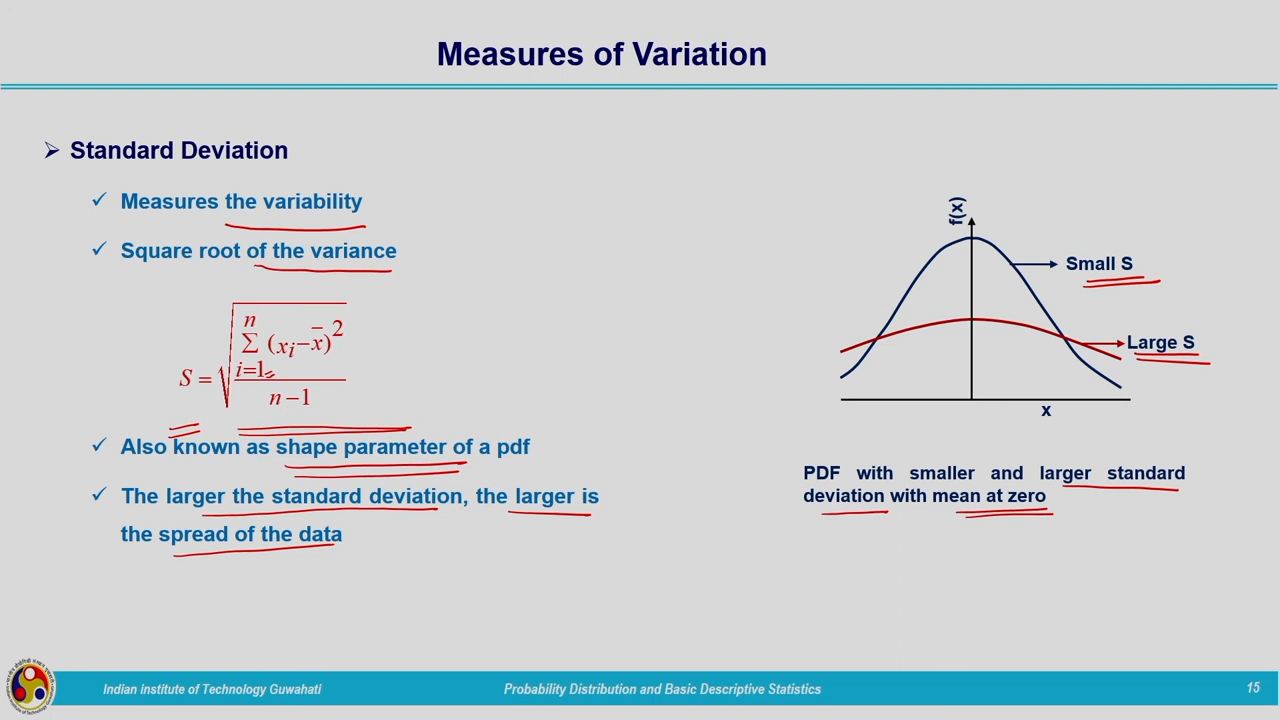 Measures of Variation
➢ Standard Deviation
✓ Measures the variability
✓ Square root of the variance
S = √( n Σ i=1 (xi − x̄)2 / n − 1 )
✓ Also known as shape parameter of a pdf
✓ The larger the standard deviation, the larger is
the spread of the data
f(x)
Small S
Large S
x
PDF with smaller and larger standard
deviation with mean at zero
Indian institute of Technology Guwahati
Probability Distribution and Basic Descriptive Statistics
15